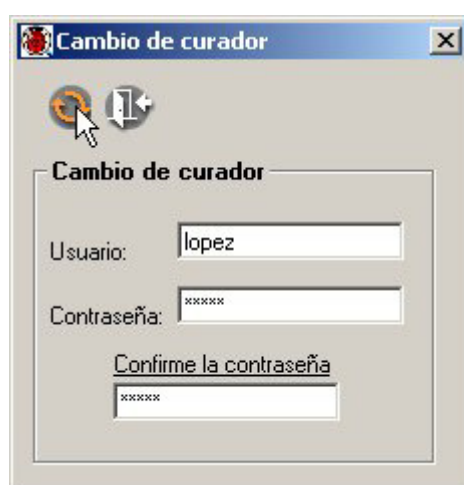 Cambio de curador
Cambio de curador
Usuario: lopez
Contraseña: *****
Confirme la contraseña
*****